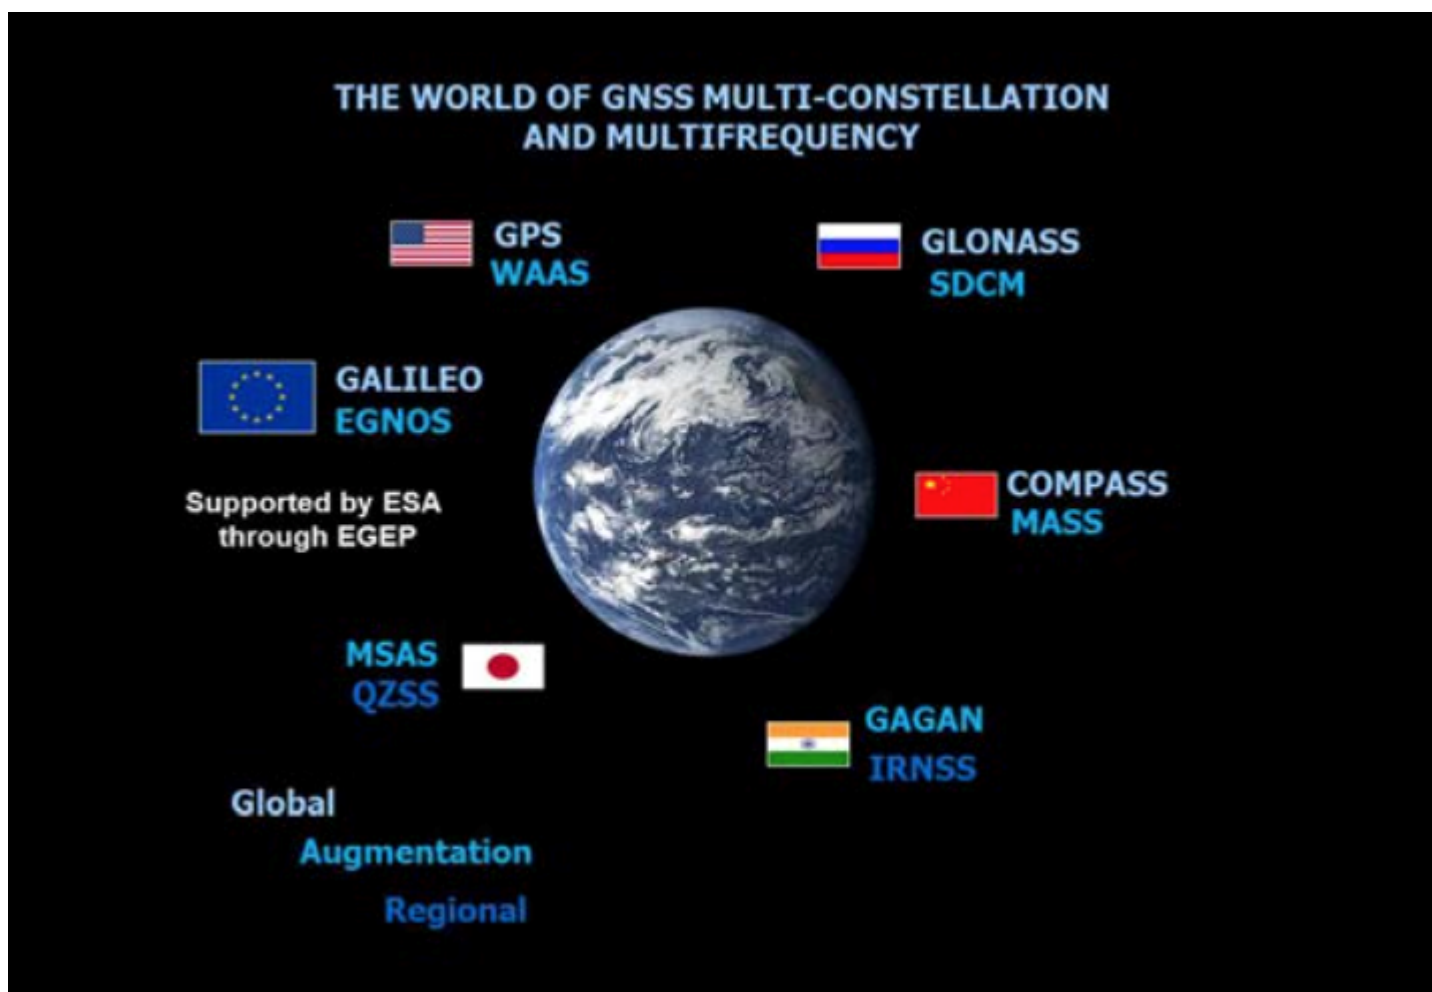 THE WORLD OF GNSS MULTI-CONSTELLATION
AND MULTIFREQUENCY
GPS
WAAS
GLONASS
SDCM
GALILEO
EGNOS
Supported by ESA
through EGEP
COMPASS
MASS
MSAS
QZSS
GAGAN
IRNSS
Global
Augmentation
Regional